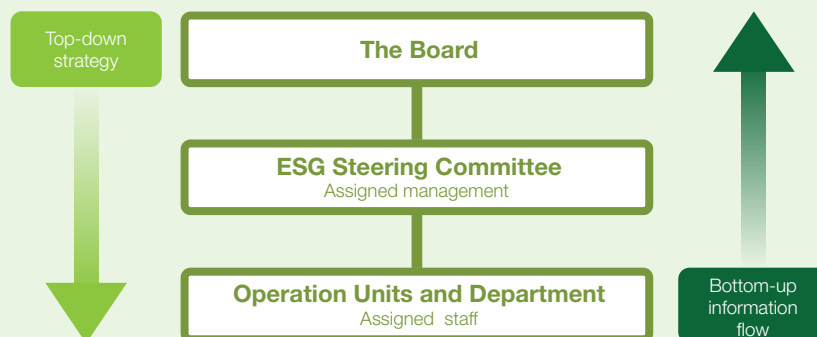 Top-down
strategy
The Board
ESG Steering Committee
Assigned management
Operation Units and Department
Assigned staff
Bottom-up
information
flow